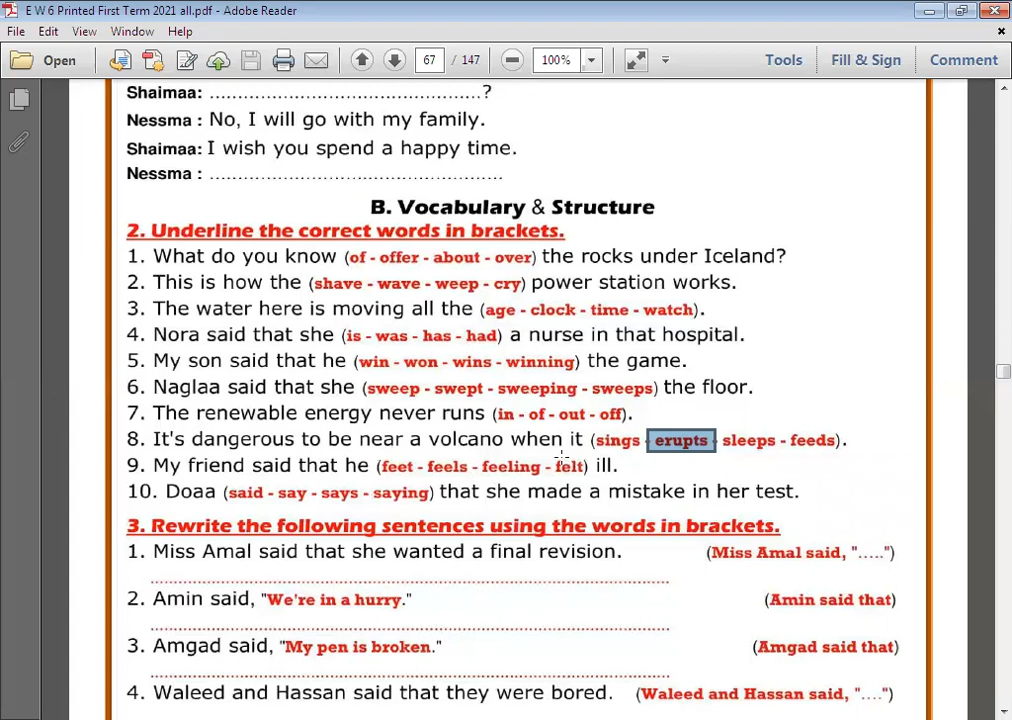 E W 6 Printed First Term 2021 all.pdf - Adobe Reader
File Edit View Window Help
Open 67 / 147 100% Tools Fill & Sign Comment
Shaimaa: ................................................?
Nessma : No, I will go with my family.
Shaimaa: I wish you spend a happy time.
Nessma : ....................................................
B. Vocabulary & Structure
2. Underline the correct words in brackets.
1. What do you know (of - offer - about - over) the rocks under Iceland?
2. This is how the (shave - wave - weep - cry) power station works.
3. The water here is moving all the (age - clock - time - watch).
4. Nora said that she (is - was - has - had) a nurse in that hospital.
5. My son said that he (win - won - wins - winning) the game.
6. Naglaa said that she (sweep - swept - sweeping - sweeps) the floor.
7. The renewable energy never runs (in - of - out - off).
8. It's dangerous to be near a volcano when it (sings - erupts - sleeps - feeds).
9. My friend said that he (feet - feels - feeling - felt) ill.
10. Doaa (said - say - says - saying) that she made a mistake in her test.
3. Rewrite the following sentences using the words in brackets.
1. Miss Amal said that she wanted a final revision. (Miss Amal said, ".....")
....................................................................................................
2. Amin said, "We're in a hurry." (Amin said that)
....................................................................................................
3. Amgad said, "My pen is broken." (Amgad said that)
....................................................................................................
4. Waleed and Hassan said that they were bored. (Waleed and Hassan said, "....")